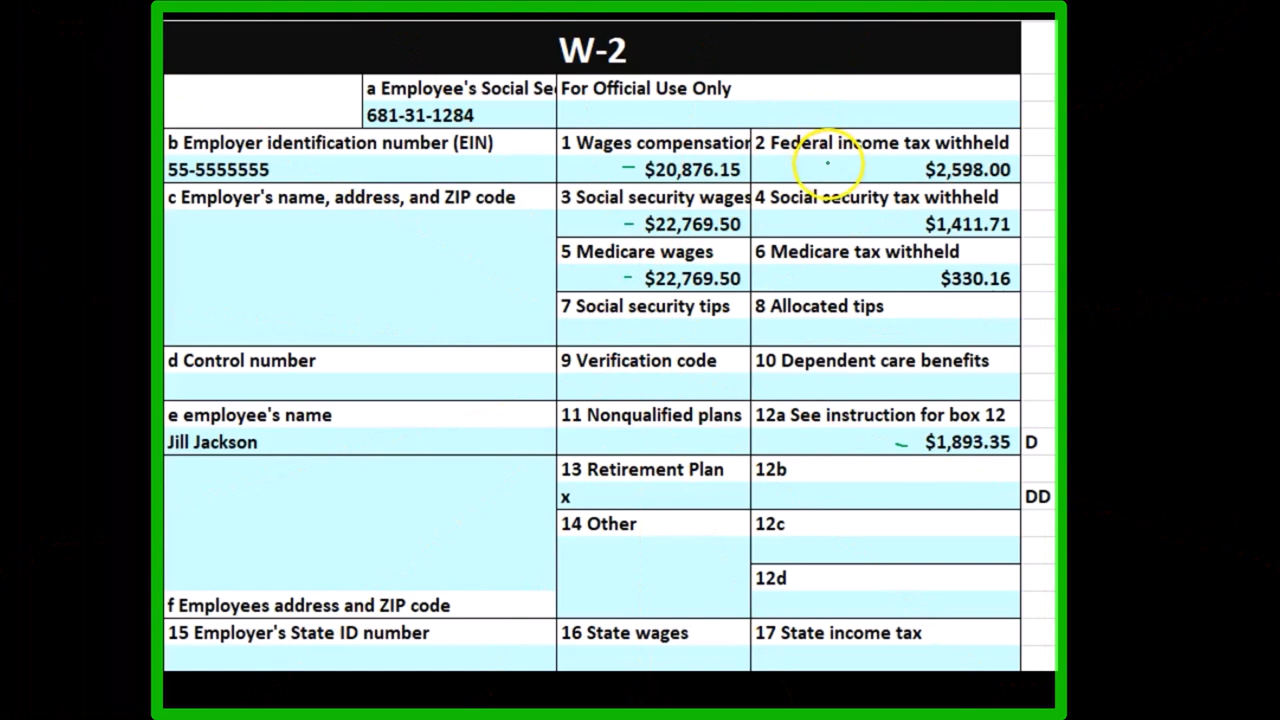 W-2
a Employee's Social Se For Official Use Only
681-31-1284
b Employer identification number (EIN) 1 Wages compensation 2 Federal income tax withheld
55-5555555 $20,876.15 $2,598.00
c Employer's name, address, and ZIP code 3 Social security wages 4 Social security tax withheld
$22,769.50 $1,411.71
5 Medicare wages 6 Medicare tax withheld
$22,769.50 $330.16
7 Social security tips 8 Allocated tips
d Control number 9 Verification code 10 Dependent care benefits
e employee's name 11 Nonqualified plans 12a See instruction for box 12
Jill Jackson $1,893.35 D
13 Retirement Plan 12b
x DD
14 Other 12c
12d
f Employees address and ZIP code
15 Employer's State ID number 16 State wages 17 State income tax